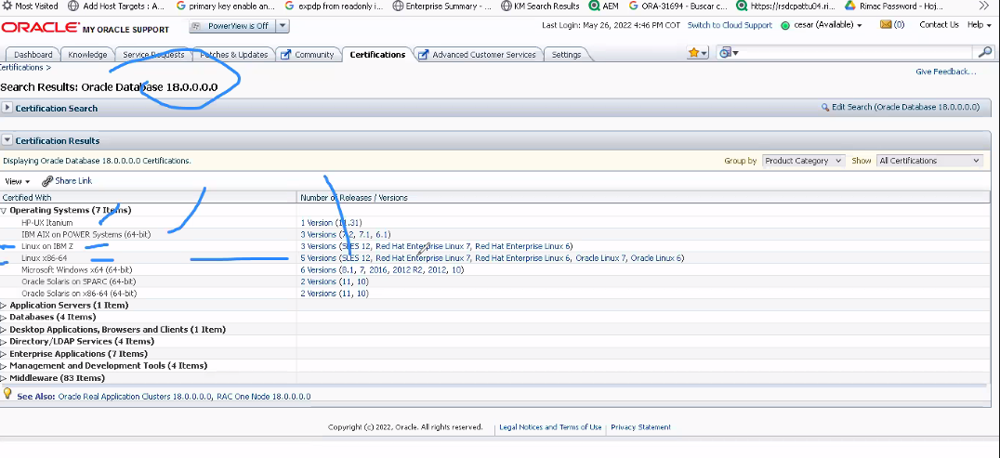 Most Visited Add Host Targets : A... primary key enable an... expdp from readonly i... Enterprise Summary - ... KM Search Results AEM ORA-31694 - Buscar c... https://rsdcpattu04.ri... Rimac Password - Hoj...
ORACLE MY ORACLE SUPPORT PowerView is Off Last Login: May 26, 2022 4:46 PM COT Switch to Cloud Support cesar (Available) (0) Contact Us Help
Dashboard Knowledge Service Requests Patches & Updates Community Certifications Advanced Customer Services Settings
Certifications >
Give Feedback...
Search Results: Oracle Database 18.0.0.0.0
Certification Search Edit Search (Oracle Database 18.0.0.0.0)
Certification Results
Displaying Oracle Database 18.0.0.0.0 Certifications. Group by Product Category Show All Certifications
View Share Link
Certified With Number of Releases / Versions
Operating Systems (7 Items)
HP-UX Itanium 1 Version (11.31)
IBM AIX on POWER Systems (64-bit) 3 Versions (7.2, 7.1, 6.1)
Linux on IBM Z 3 Versions (SLES 12, Red Hat Enterprise Linux 7, Red Hat Enterprise Linux 6)
Linux x86-64 5 Versions (SLES 12, Red Hat Enterprise Linux 7, Red Hat Enterprise Linux 6, Oracle Linux 7, Oracle Linux 6)
Microsoft Windows x64 (64-bit) 6 Versions (8.1, 7, 2016, 2012 R2, 2012, 10)
Oracle Solaris on SPARC (64-bit) 2 Versions (11, 10)
Oracle Solaris on x86-64 (64-bit) 2 Versions (11, 10)
Application Servers (1 Item)
Databases (4 Items)
Desktop Applications, Browsers and Clients (1 Item)
Directory/LDAP Services (4 Items)
Enterprise Applications (7 Items)
Management and Development Tools (4 Items)
Middleware (83 Items)
See Also: Oracle Real Application Clusters 18.0.0.0.0, RAC One Node 18.0.0.0.0
Copyright (c) 2022, Oracle. All rights reserved. Legal Notices and Terms of Use Privacy Statement